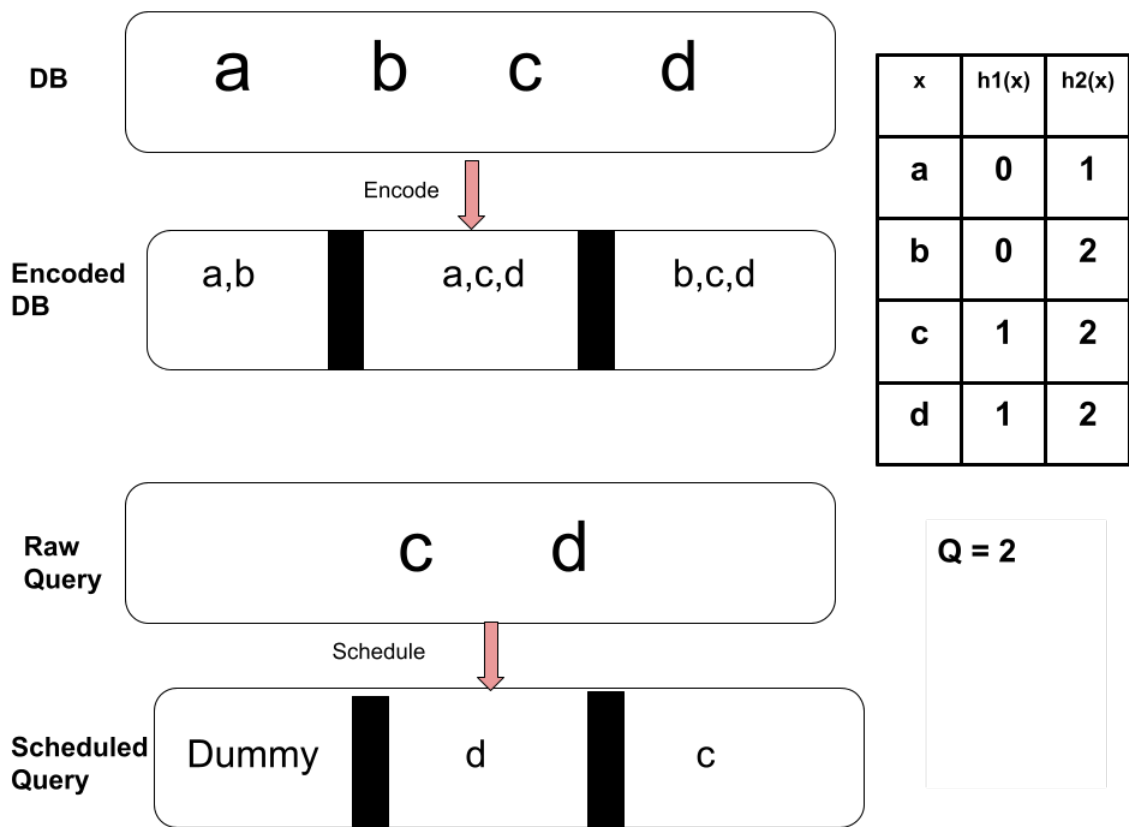 DB
a b c d
Encode
Encoded
DB
a,b a,c,d b,c,d
x h1(x) h2(x)
a 0 1
b 0 2
c 1 2
d 1 2
Raw
Query
c d
Q = 2
Schedule
Scheduled
Query
Dummy d c